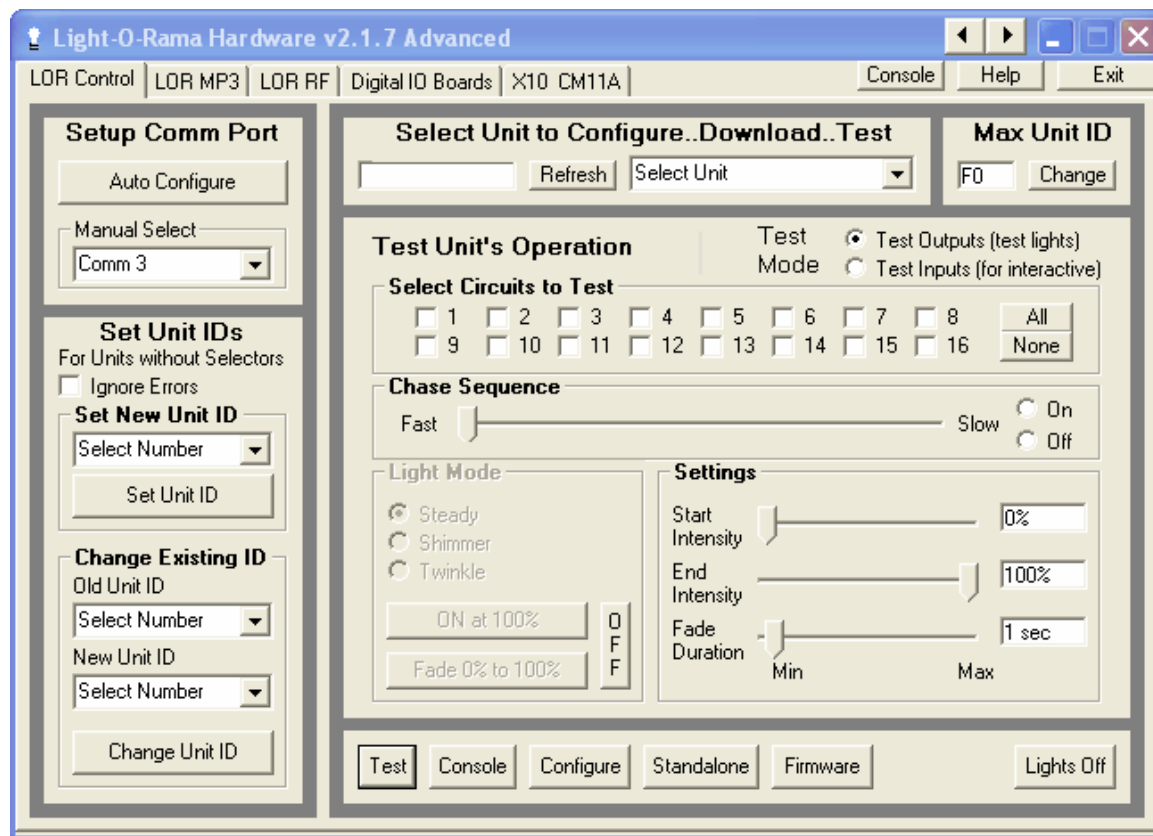 Light-O-Rama Hardware v2.1.7 Advanced
LOR Control LOR MP3 LOR RF Digital IO Boards X10 CM11A Console Help Exit
Setup Comm Port
Auto Configure
Manual Select
Comm 3
Set Unit IDs
For Units without Selectors
Ignore Errors
Set New Unit ID
Select Number
Set Unit ID
Change Existing ID
Old Unit ID
Select Number
New Unit ID
Select Number
Change Unit ID
Select Unit to Configure..Download..Test
Refresh Select Unit
Max Unit ID
F0 Change
Test Unit's Operation
Test Mode
Test Outputs (test lights)
Test Inputs (for interactive)
Select Circuits to Test
1 2 3 4 5 6 7 8 All
9 10 11 12 13 14 15 16 None
Chase Sequence
Fast Slow
On
Off
Light Mode
Steady
Shimmer
Twinkle
ON at 100%
Fade 0% to 100%
OFF
Settings
Start Intensity 0%
End Intensity 100%
Fade Duration 1 sec
Min Max
Test Console Configure Standalone Firmware Lights Off